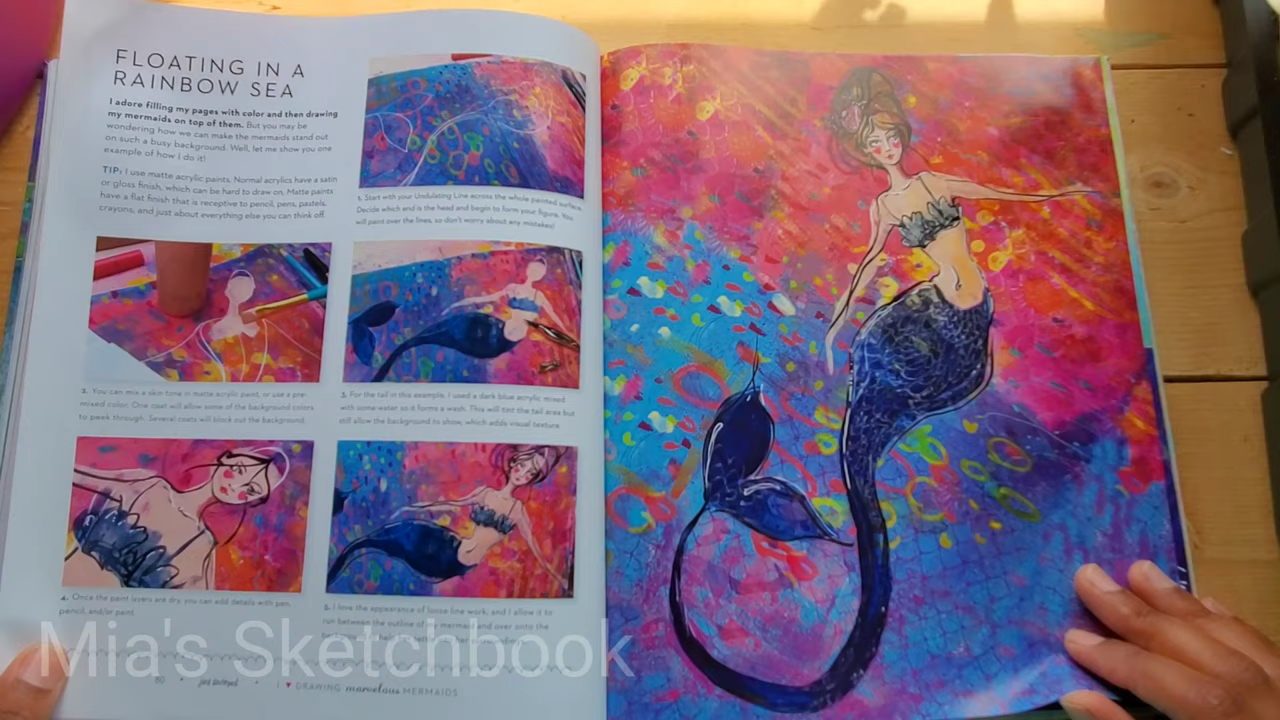 FLOATING IN A
RAINBOW SEA
I adore filling my pages with color and then drawing
my mermaids on top of them. But you may be
wondering how we can make the mermaids stand out
on such a busy background. Well, let me show you one
example of how I do it!
TIP: I use matte acrylic paints. Normal acrylics have a satin
or gloss finish, which can be hard to draw on. Matte paints
have a flat finish that is receptive to pencil, pens, pastels,
crayons, and just about everything else you can think of!
1. Start with your Undulating Line across the whole painted surface.
Decide which end is the head and begin to form your figure. You
will paint over the lines, so don't worry about any mistakes!
2. You can mix a skin tone in matte acrylic paint, or use a pre-
mixed color. One coat will allow some of the background colors
to peek through. Several coats will block out the background.
3. For the tail in this example, I used a dark blue acrylic mixed
with some water so it forms a wash. This will tint the tail area but
still allow the background to show, which adds visual texture.
4. Once the paint layers are dry, you can add details with pen,
pencil, and/or paint.
5. I love the appearance of loose line work, and I allow it to
run between the outline of my mermaid and over onto the
Mia's Sketchbook
60
I ♥ DRAWING marvelous MERMAIDS